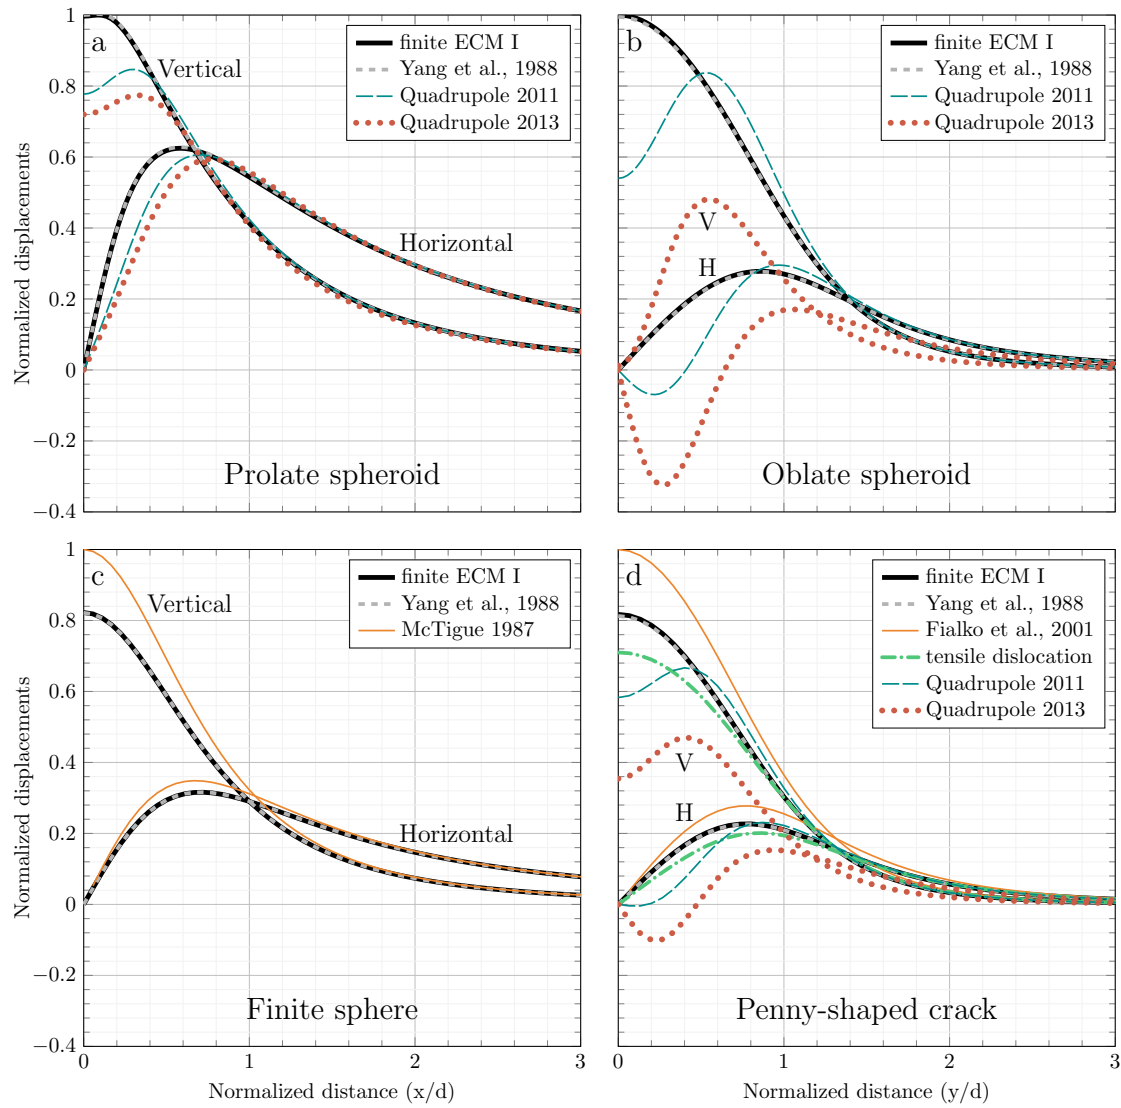 a
Vertical
Horizontal
finite ECM I
Yang et al., 1988
Quadrupole 2011
Quadrupole 2013
1
0.8
0.6
0.4
0.2
0
−0.2
−0.4
Normalized displacements
Prolate spheroid
b
V
H
finite ECM I
Yang et al., 1988
Quadrupole 2011
Quadrupole 2013
Oblate spheroid
c
Vertical
Horizontal
finite ECM I
Yang et al., 1988
McTigue 1987
1
0.8
0.6
0.4
0.2
0
−0.2
−0.4
Normalized displacements
Finite sphere
0
1
2
3
Normalized distance (x/d)
d
V
H
finite ECM I
Yang et al., 1988
Fialko et al., 2001
tensile dislocation
Quadrupole 2011
Quadrupole 2013
Penny-shaped crack
0
1
2
3
Normalized distance (y/d)